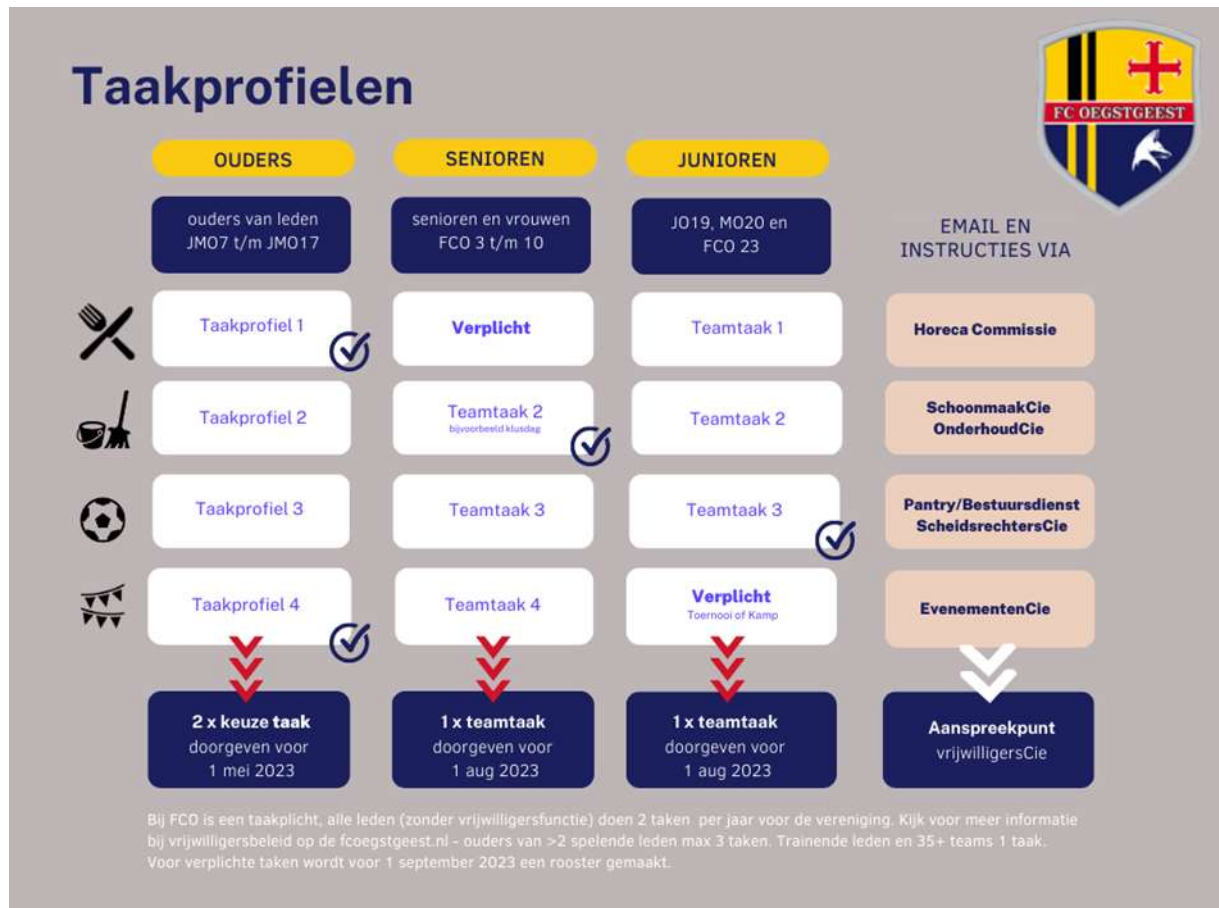 Taakprofielen
FC OEGSTGEEST
OUDERS
SENIOREN
JUNIOREN
ouders van leden
JMO7 t/m JMO17
senioren en vrouwen
FCO 3 t/m 10
JO19, MO20 en
FCO 23
EMAIL EN
INSTRUCTIES VIA
Taakprofiel 1
Verplicht
Teamtaak 1
Horeca Commissie
Taakprofiel 2
Teamtaak 2
bijvoorbeeld klusdag
Teamtaak 2
SchoonmaakCie
OnderhoudCie
Taakprofiel 3
Teamtaak 3
Teamtaak 3
Pantry/Bestuursdienst
ScheidsrechtersCie
Taakprofiel 4
Teamtaak 4
Verplicht
Toernooi of Kamp
EvenementenCie
2 x keuze taak
doorgeven voor
1 mei 2023
1 x teamtaak
doorgeven voor
1 aug 2023
1 x teamtaak
doorgeven voor
1 aug 2023
Aanspreekpunt
vrijwilligersCie
Bij FCO is een taakplicht, alle leden (zonder vrijwilligersfunctie) doen 2 taken per jaar voor de vereniging. Kijk voor meer informatie
bij vrijwilligersbeleid op de fcoegstgeest.nl - ouders van >2 spelende leden max 3 taken. Trainende leden en 35+ teams 1 taak.
Voor verplichte taken wordt voor 1 september 2023 een rooster gemaakt.